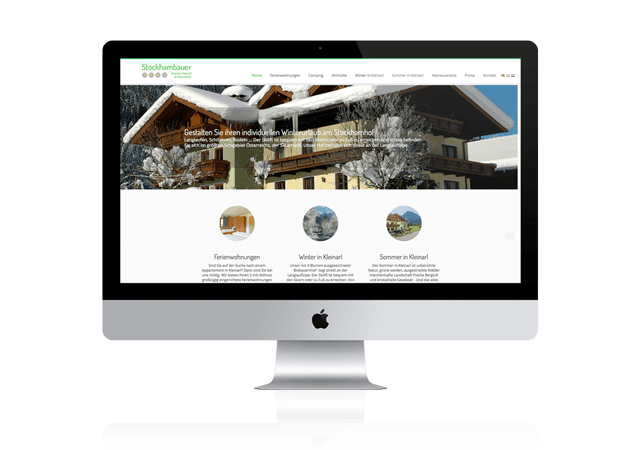 Stockhambauer
Home Ferienwohnungen Camping Almhütte Winter in Kleinarl Sommer in Kleinarl Abenteuerland Preise Kontakt
Gestalten Sie ihren individuellen Winterurlaub am Stockhamhof!
Langlaufen, Schifahren, Rodeln ... Der Skilift ist bequem mit den Skiern oder zu Fuß zu erreichen und schon befinden
Sie sich im größten Schigebiet Österreichs, der Ski amadé. Unser Hof befindet sich direkt an der Langlaufloipe.
Ferienwohnungen
Sind Sie auf der Suche nach einem
Appartement in Kleinarl? Dann sind Sie bei
uns richtig. Wir bieten Ihnen 5 mit
großzügig eingerichtete Ferienwohnungen
Winter in Kleinarl
Unser mit 4 Blumen ausgezeichneter
Biobauernhof liegt direkt an der
Langlaufloipe. Der Skilift ist bequem mit
den Skiern oder zu Fuß zu erreichen. Von
Sommer in Kleinarl
Der Sommer in Kleinarl ist unberührte
Natur, grüne Weiden, ausgedehnte Wälder
märchenhafte Landschaft frische Bergluft
und kristallhelle Gewässer. Und das alles